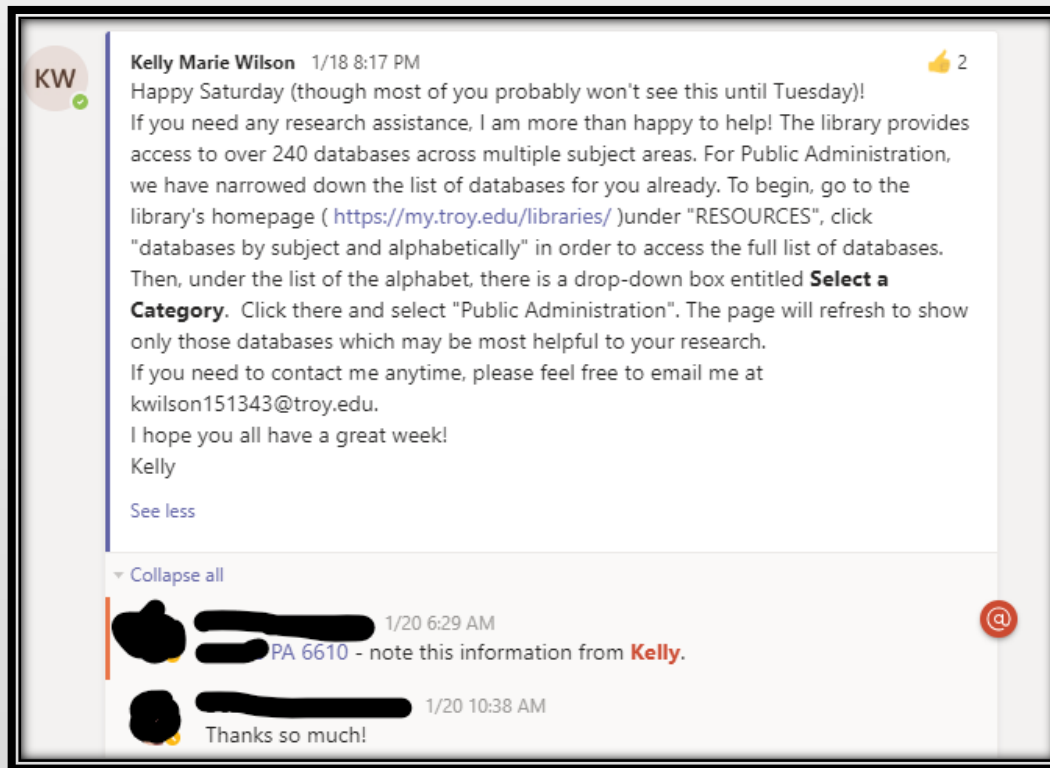 KW
Kelly Marie Wilson 1/18 8:17 PM 2
Happy Saturday (though most of you probably won't see this until Tuesday)!
If you need any research assistance, I am more than happy to help! The library provides
access to over 240 databases across multiple subject areas. For Public Administration,
we have narrowed down the list of databases for you already. To begin, go to the
library's homepage ( https://my.troy.edu/libraries/ )under "RESOURCES", click
"databases by subject and alphabetically" in order to access the full list of databases.
Then, under the list of the alphabet, there is a drop-down box entitled Select a
Category. Click there and select "Public Administration". The page will refresh to show
only those databases which may be most helpful to your research.
If you need to contact me anytime, please feel free to email me at
kwilson151343@troy.edu.
I hope you all have a great week!
Kelly
See less
Collapse all
1/20 6:29 AM
@
PA 6610 - note this information from Kelly.
1/20 10:38 AM
Thanks so much!